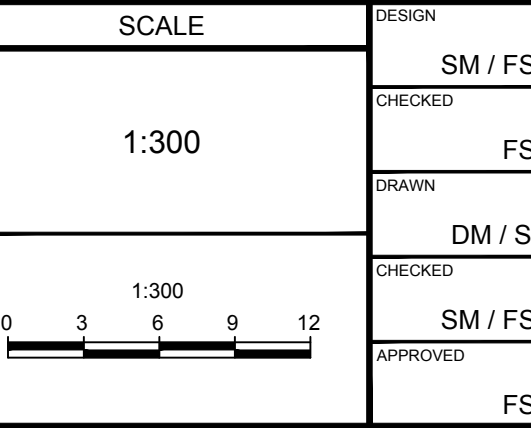 SCALE
1:300
1:300
0 3 6 9 12
DESIGN
SM / FS
CHECKED
FS
DRAWN
DM / S
CHECKED
SM / FS
APPROVED
FS